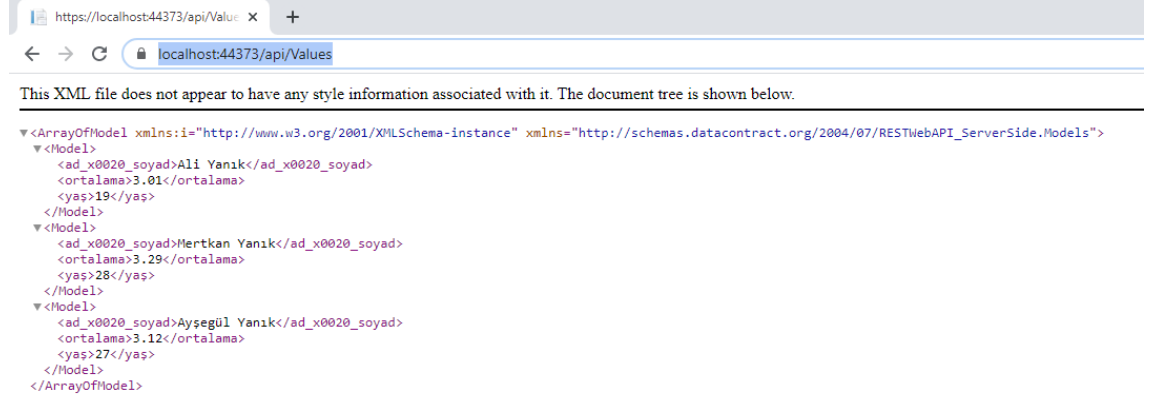 https://localhost:44373/api/Value
localhost:44373/api/Values
This XML file does not appear to have any style information associated with it. The document tree is shown below.
▼<ArrayOfModel xmlns:i="http://www.w3.org/2001/XMLSchema-instance" xmlns="http://schemas.datacontract.org/2004/07/RESTWebAPI_ServerSide.Models">
▼<Model>
<ad_x0020_soyad>Ali Yanık</ad_x0020_soyad>
<ortalama>3.01</ortalama>
<yaş>19</yaş>
</Model>
▼<Model>
<ad_x0020_soyad>Mertkan Yanık</ad_x0020_soyad>
<ortalama>3.29</ortalama>
<yaş>28</yaş>
</Model>
▼<Model>
<ad_x0020_soyad>Ayşegül Yanık</ad_x0020_soyad>
<ortalama>3.12</ortalama>
<yaş>27</yaş>
</Model>
</ArrayOfModel>